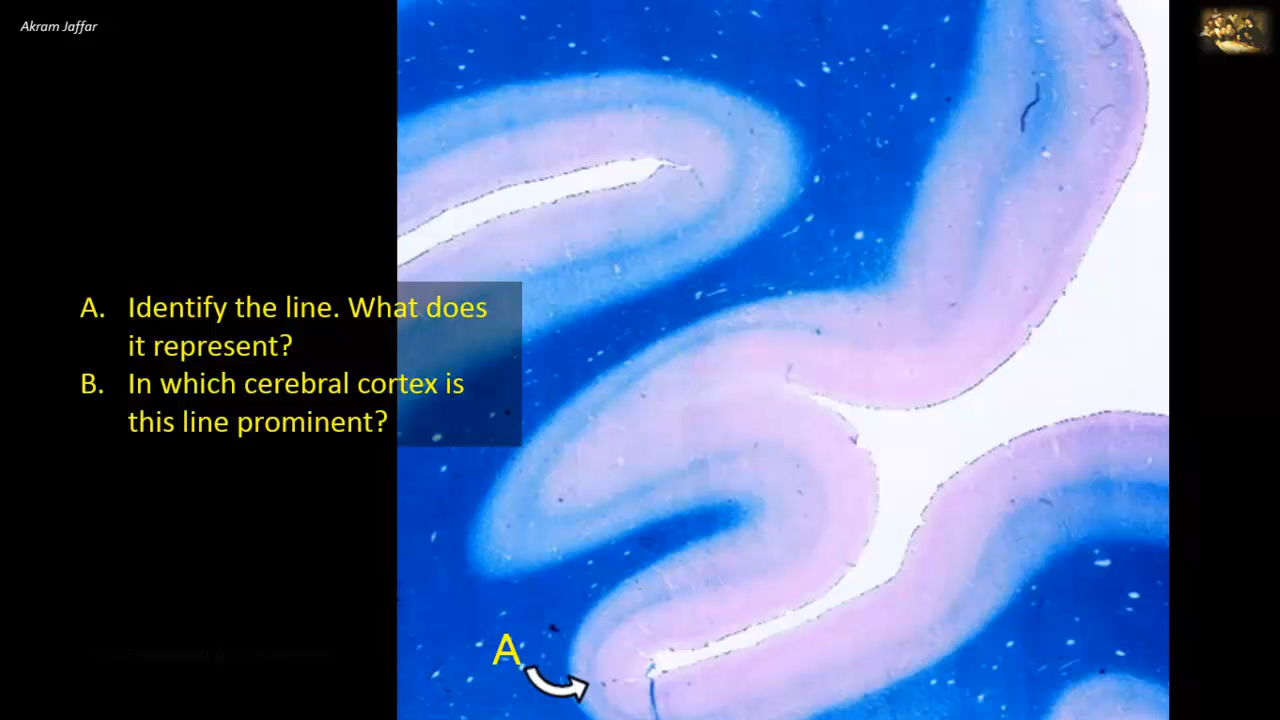 Akram Jaffar
A. Identify the line. What does
it represent?
B. In which cerebral cortex is
this line prominent?
A